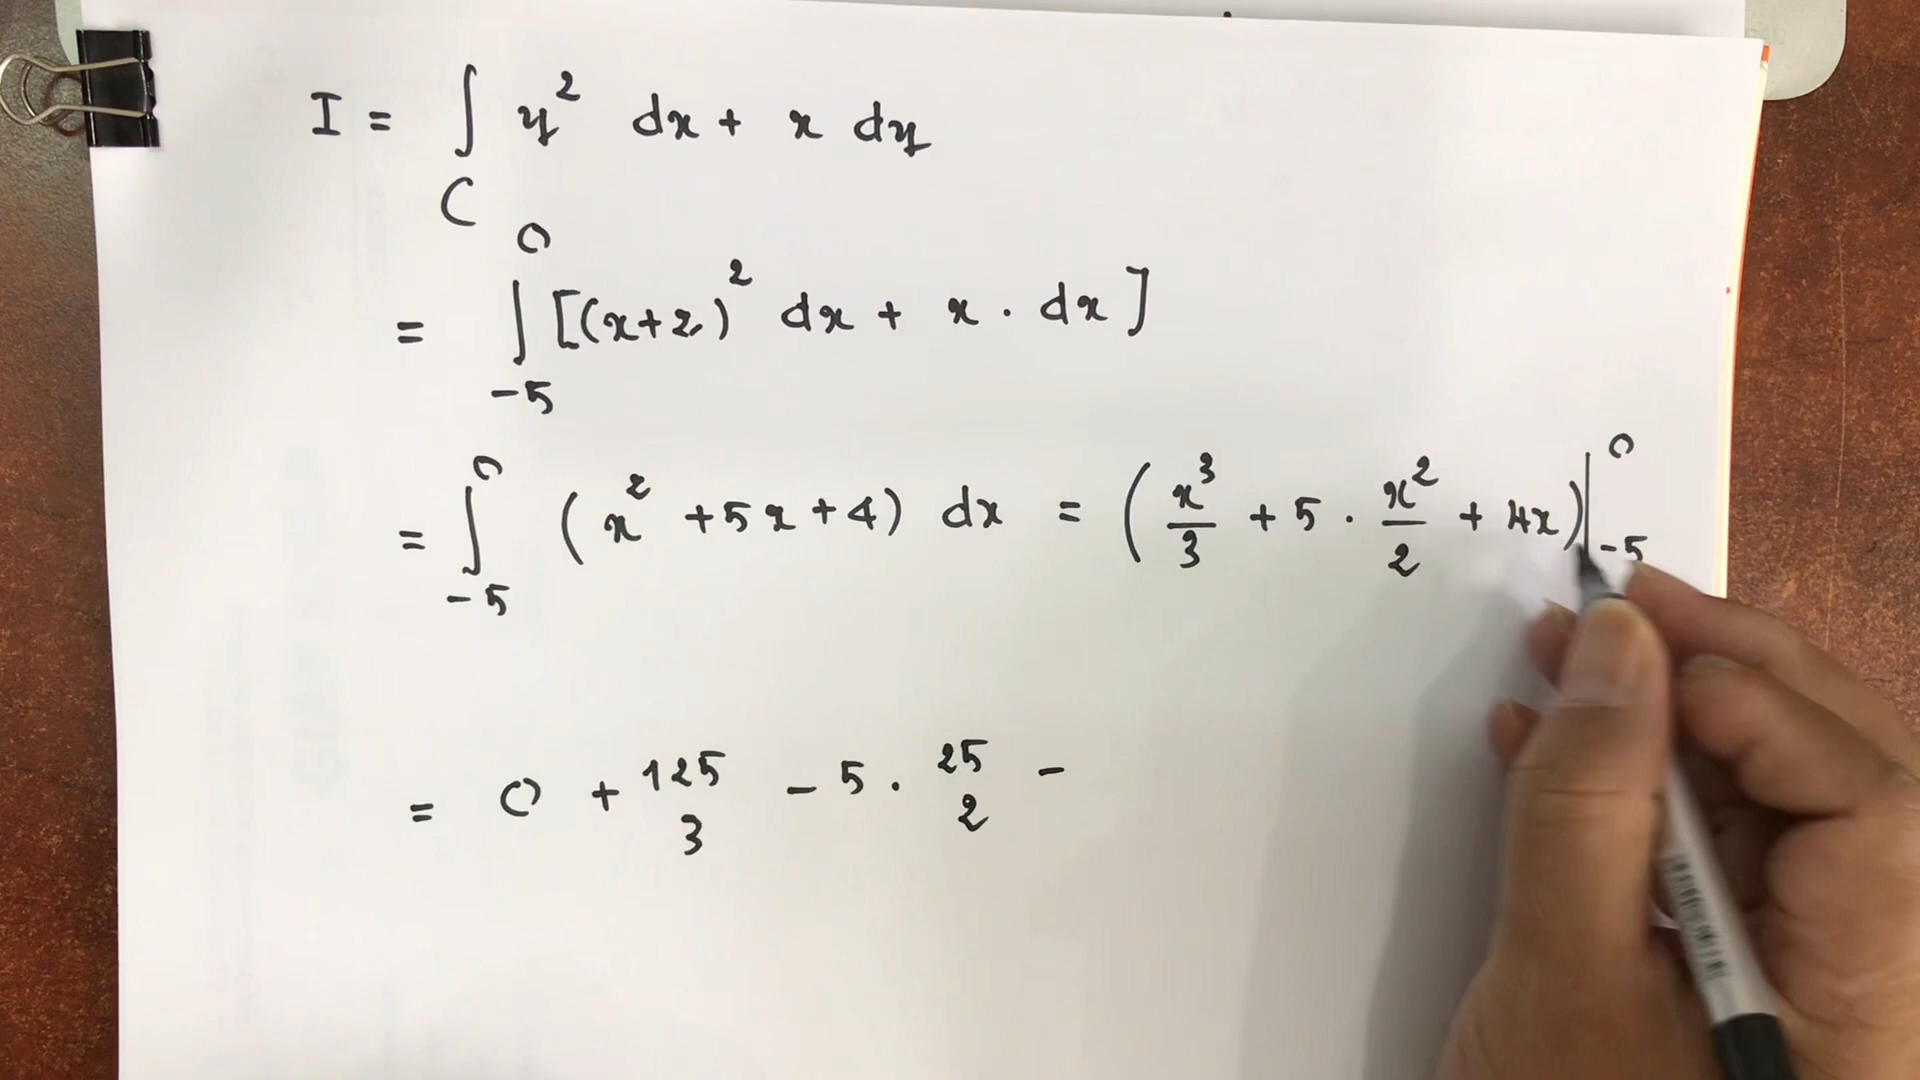 I = ∫ y² dx + x dy
C
0
= ∫ [(x+2)² dx + x . dx]
-5
0
= ∫ (x² + 5x + 4) dx = (x³/3 + 5 . x²/2 + 4x)|
0
-5
-5
= 0 + 125/3 - 5 . 25/2 -